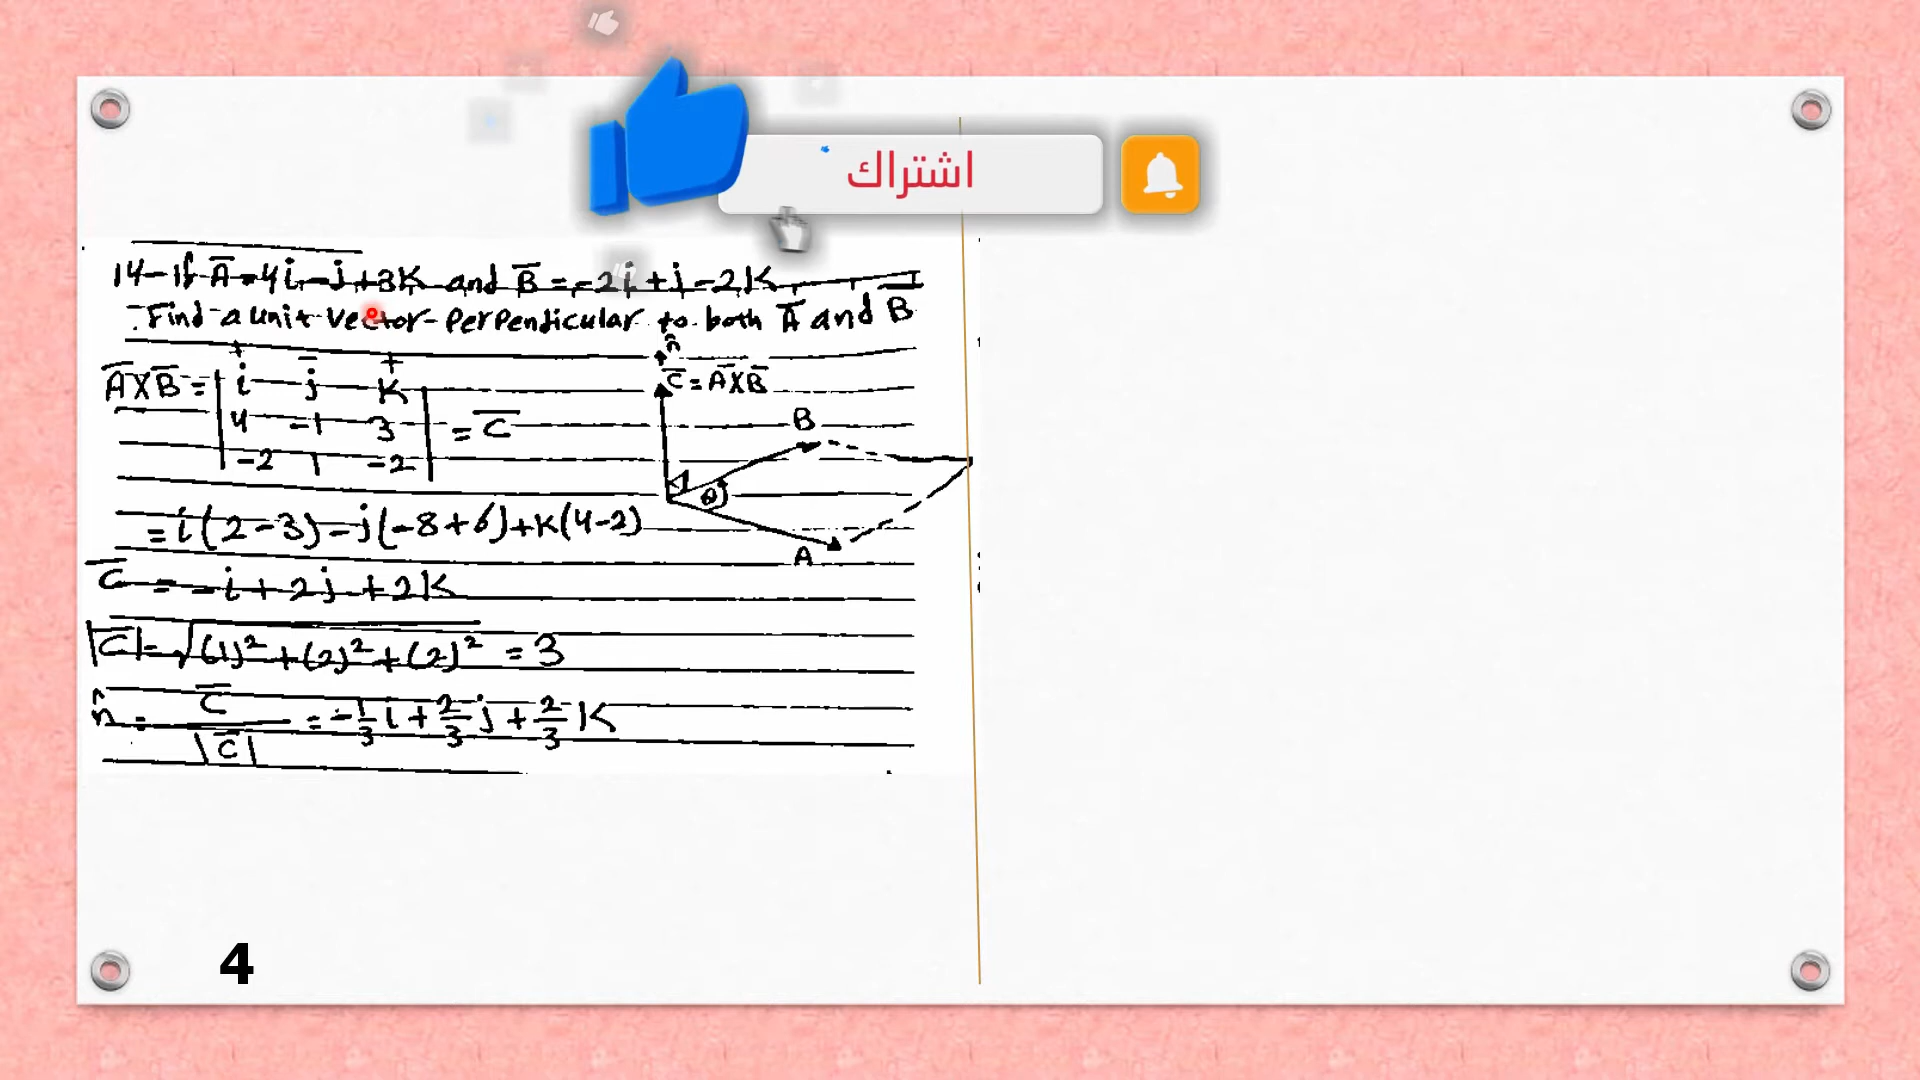 اشتراك
14-If A̅=4i-j+3K and B̅=-2i+j-2K
Find a unit vector perpendicular to both A̅ and B̅
+ - +
A̅XB̅= | i j K |
| 4 -1 3 | = C̅
| -2 1 -2 |
n̂
C̅=A̅XB̅
B
θ
A
=i(2-3)-j(-8+6)+K(4-2)
C̅ = -i+2j+2K
|C̅|=√(1)²+(2)²+(2)² =3
n̂ = C̅/|C̅| = -1/3 i+2/3 j+2/3 K
4